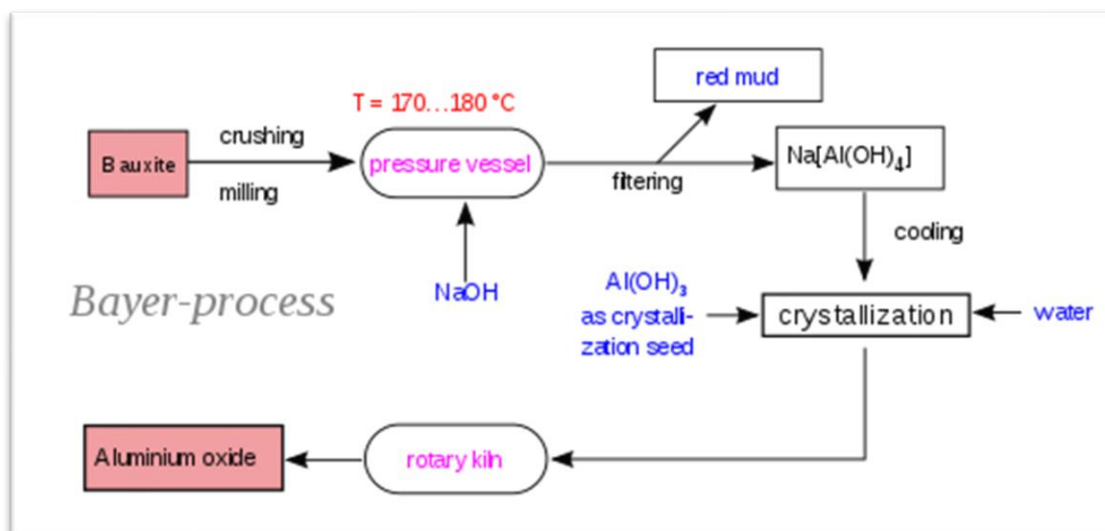 red mud
T = 170...180 °C
crushing
Bauxite
pressure vessel
milling
filtering
Na[Al(OH)₄]
cooling
NaOH
Bayer-process
Al(OH)₃
as crystalli-
zation seed
crystallization
water
Aluminium oxide
rotary kiln